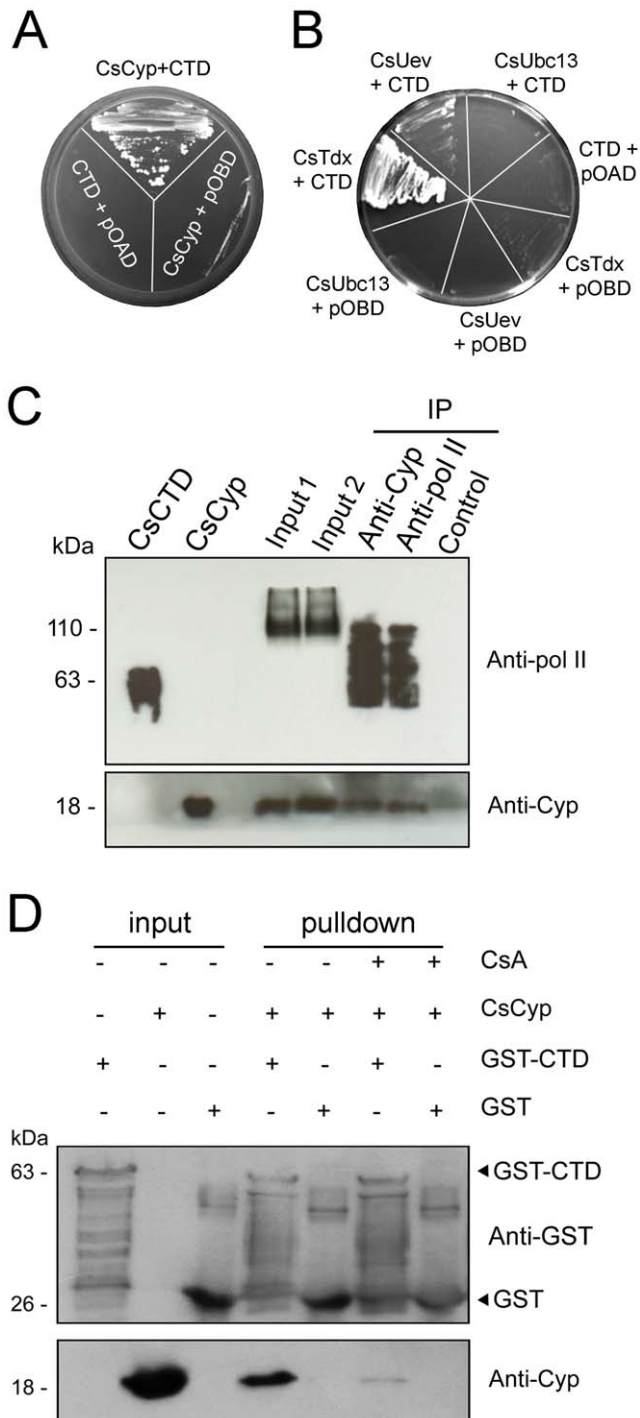 A
CsCyp+CTD
CTD + pOAD
CsCyp + pOBD
B
CsUev
+ CTD
CsUbc13
+ CTD
CsTdx
+ CTD
CTD +
pOAD
CsUbc13
+ pOBD
CsUev
+ pOBD
CsTdx
+ pOBD
C
IP
CsCTD
CsCyp
Input 1
Input 2
Anti-Cyp
Anti-pol II
Control
kDa
110 -
63 -
Anti-pol II
18 -
Anti-Cyp
D
input pulldown
- - - - - + + CsA
- + - + + + + CsCyp
+ - - + - + - GST-CTD
- - + - + - + GST
kDa
63 - ◄GST-CTD
Anti-GST
26 - ◄GST
18 - Anti-Cyp